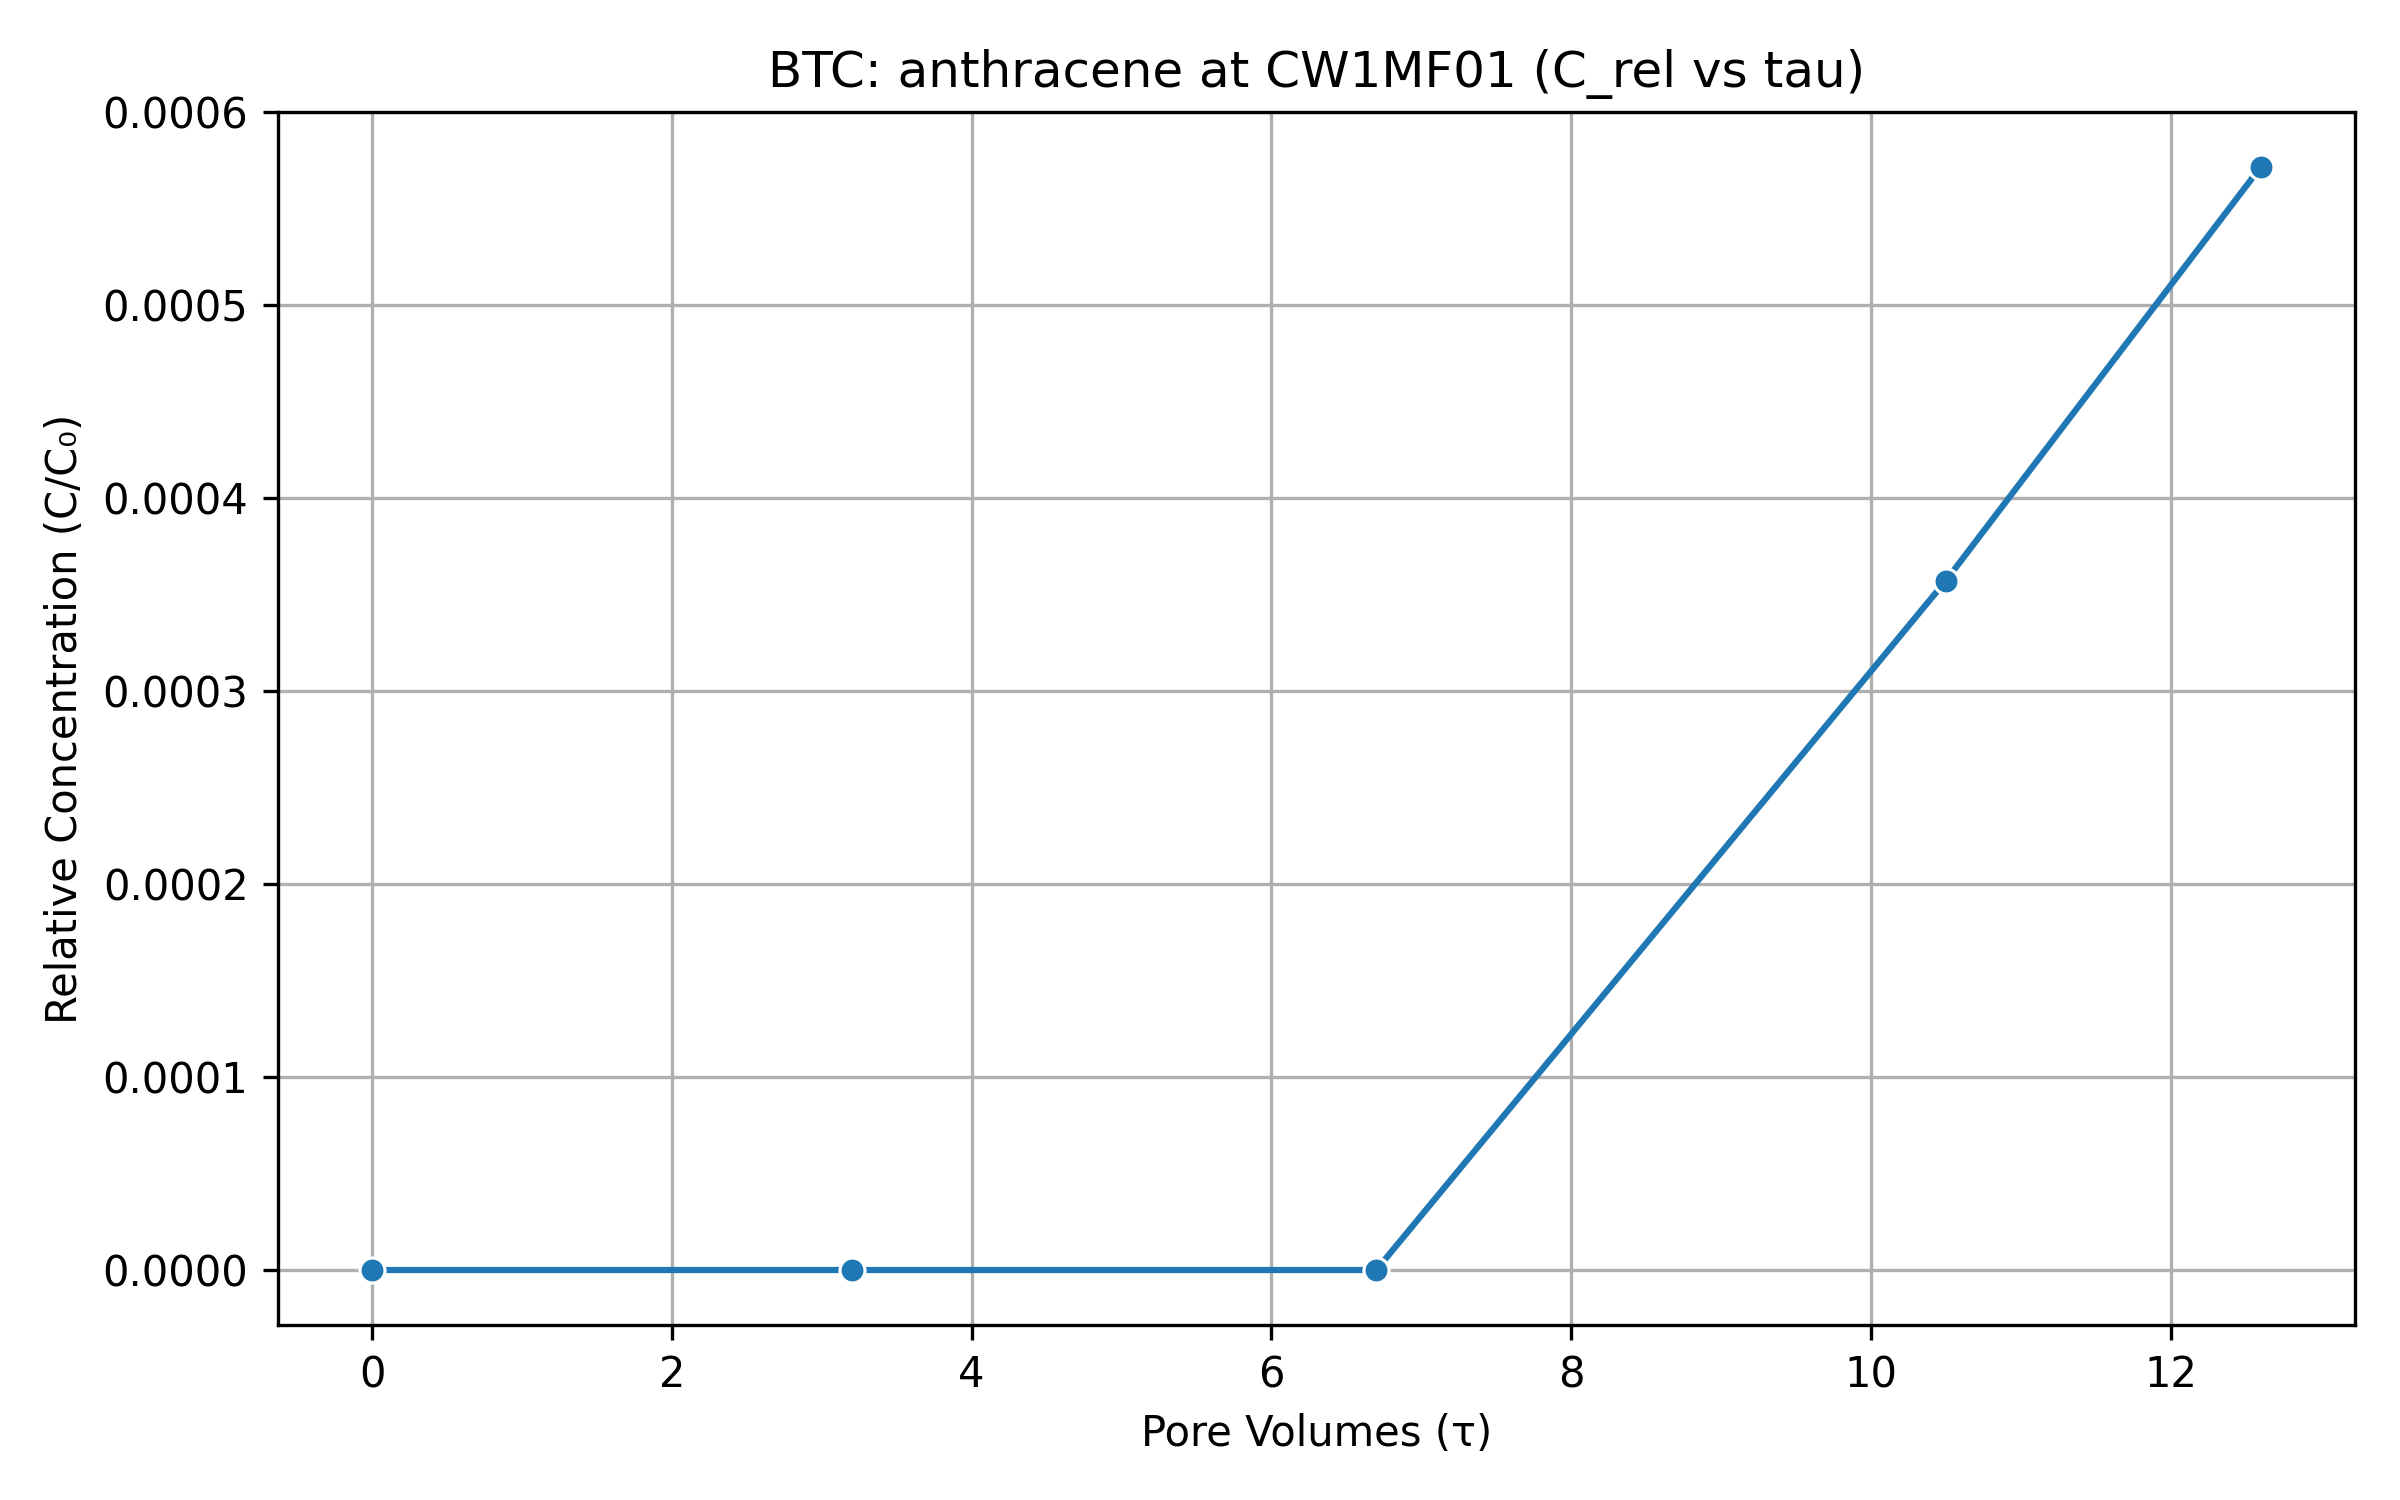 BTC: anthracene at CW1MF01 (C_rel vs tau)
0.0006
0.0005
0.0004
0.0003
0.0002
0.0001
0.0000
Relative Concentration (C/C₀)
0 2 4 6 8 10 12
Pore Volumes (τ)